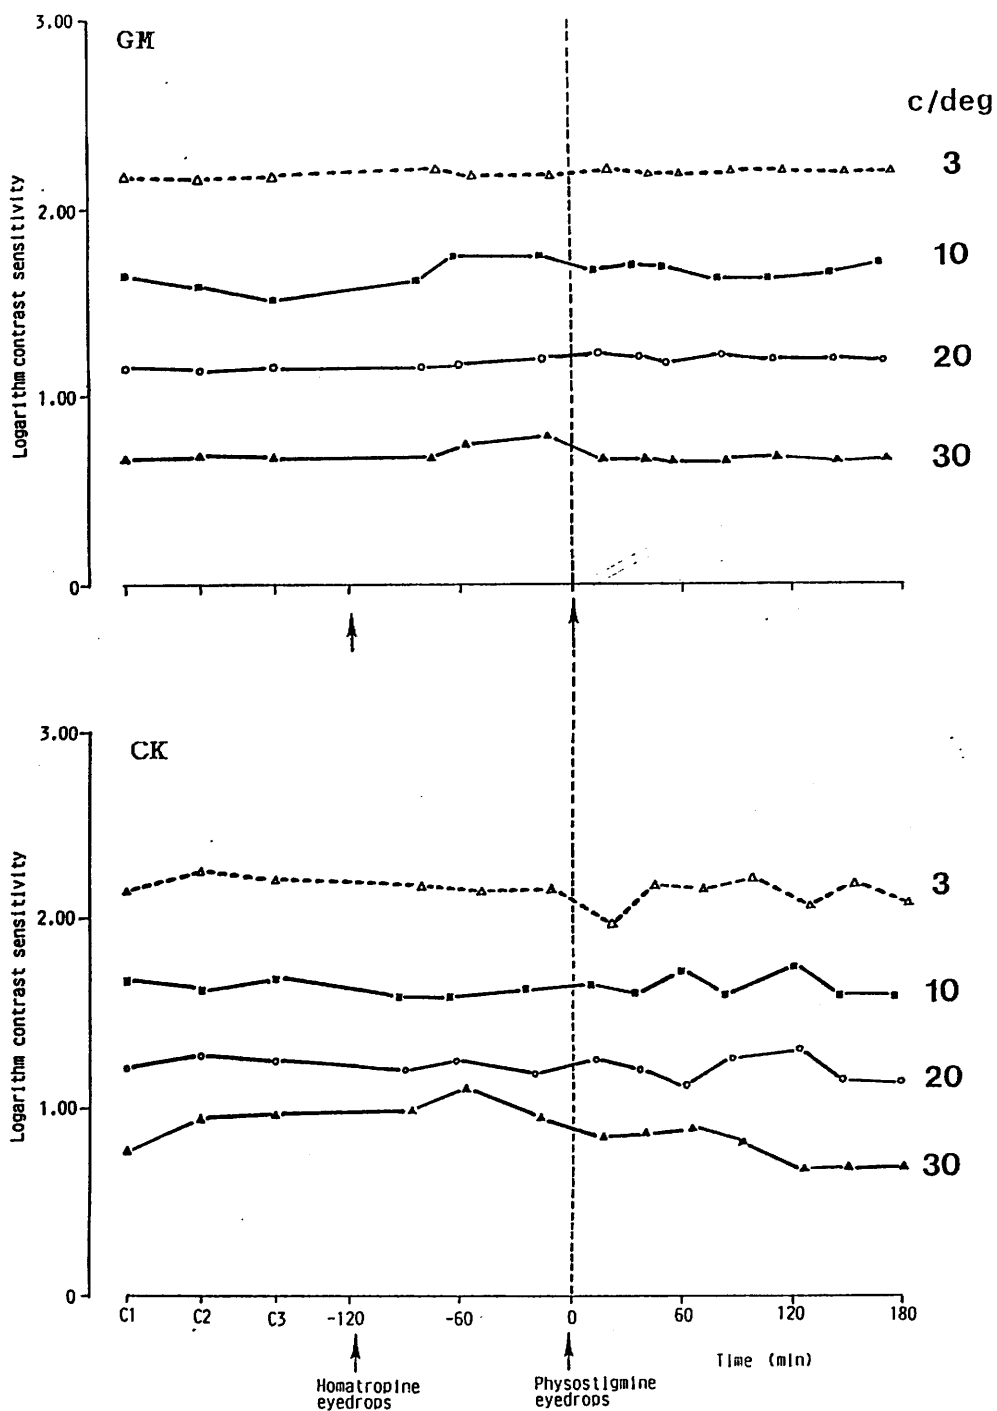 3.00
GM
c/deg
3
2.00
10
20
1.00
30
0
Logarithm contrast sensitivity
3.00
CK
3
2.00
10
20
1.00
30
0
Logarithm contrast sensitivity
C1 C2 C3 -120 -60 0 60 120 180
Time (min)
Homatropine
eyedrops
Physostigmine
eyedrops